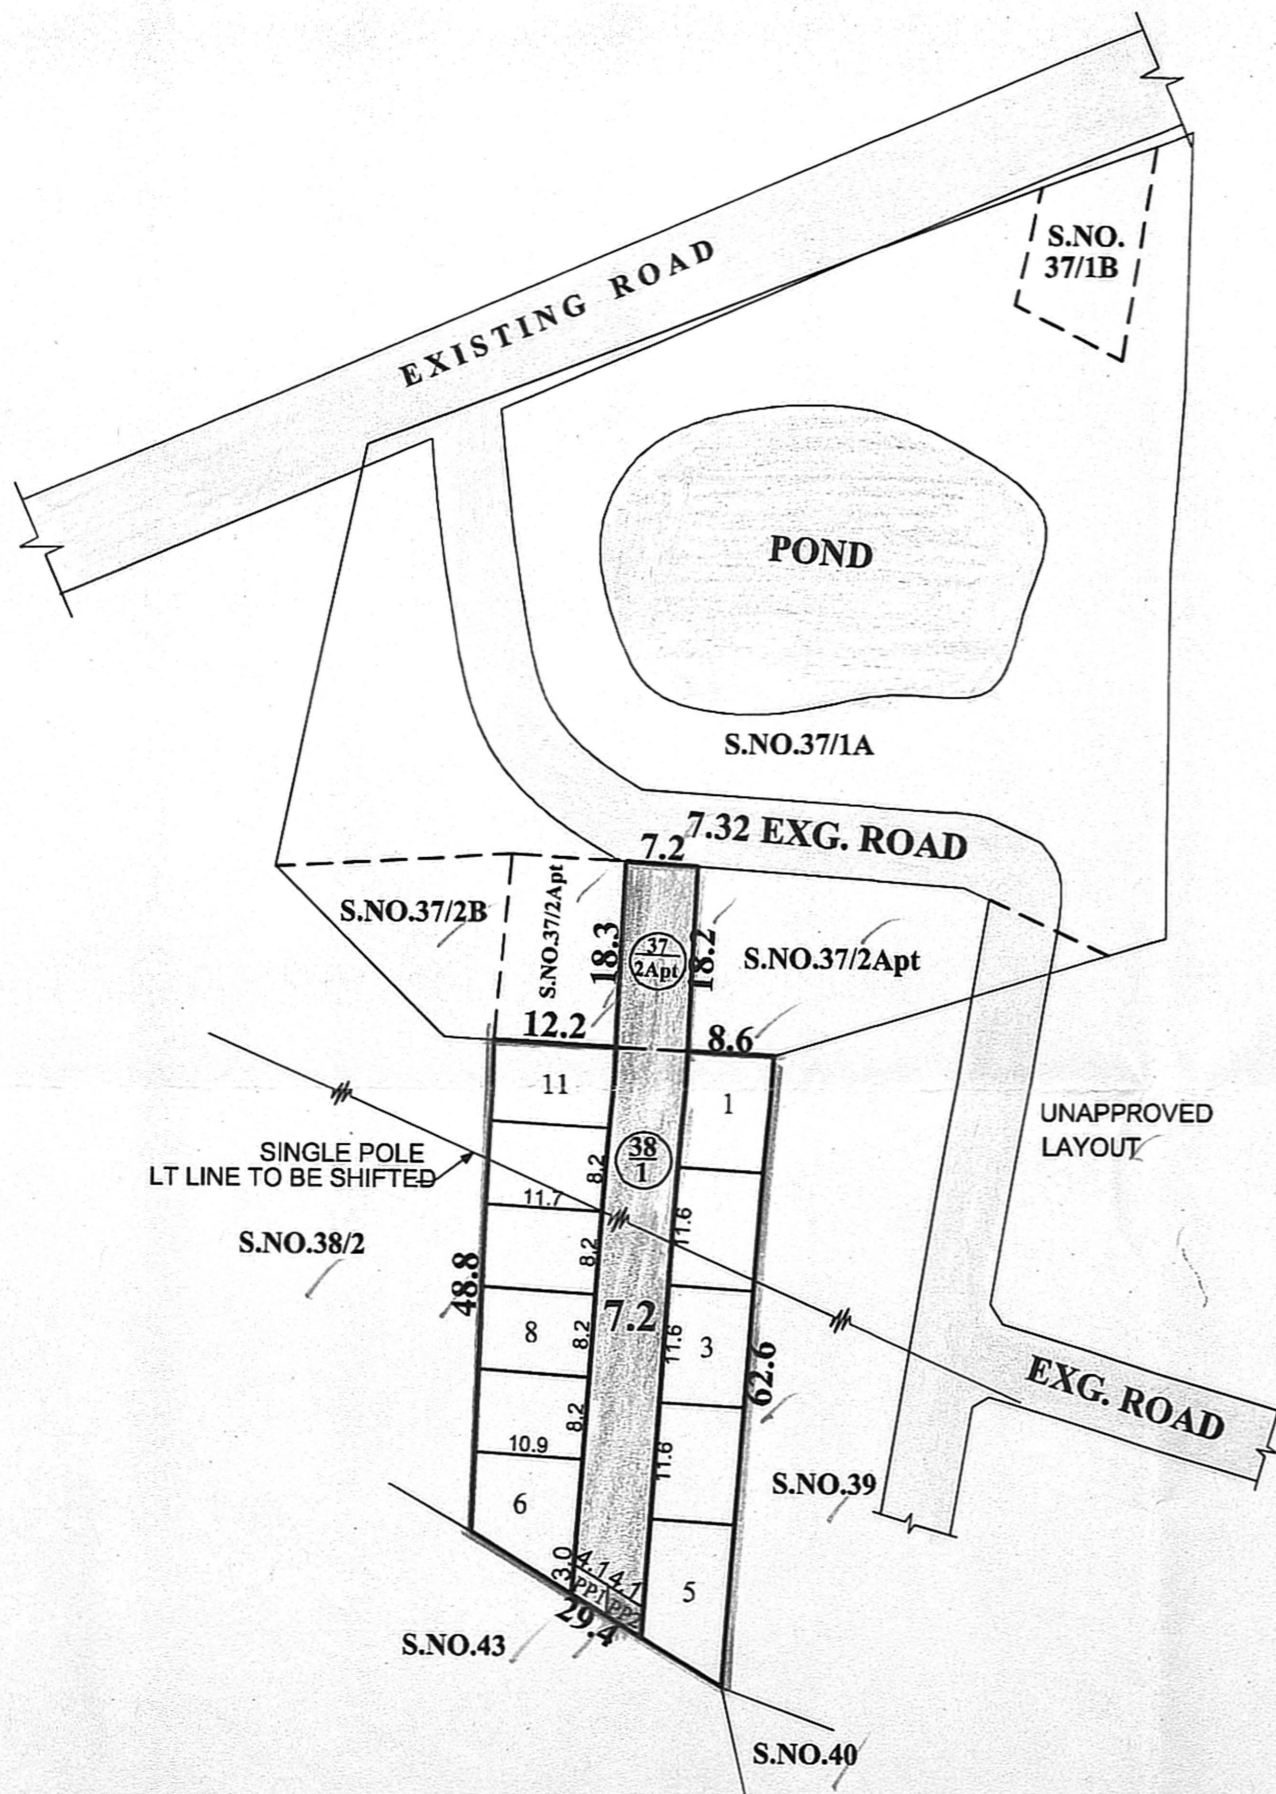 S.NO.
37/1B
EXISTING ROAD
POND
S.NO.37/1A
7.32 EXG. ROAD
7.2
S.NO.37/2B
S.NO.37/2Apt
18.3
37
2Apt
18.2
S.NO.37/2Apt
12.2
8.6
11
1
UNAPPROVED
LAYOUT
SINGLE POLE
LT LINE TO BE SHIFTED
38
1
8.2
11.7
11.6
S.NO.38/2
8.2
48.8
7.2
8
8.2
11.6
3
62.6
EXG. ROAD
8.2
10.9
11.6
S.NO.39
6
3.0
4.1
4.1
PP1
PP2
5
29.4
S.NO.43
S.NO.40